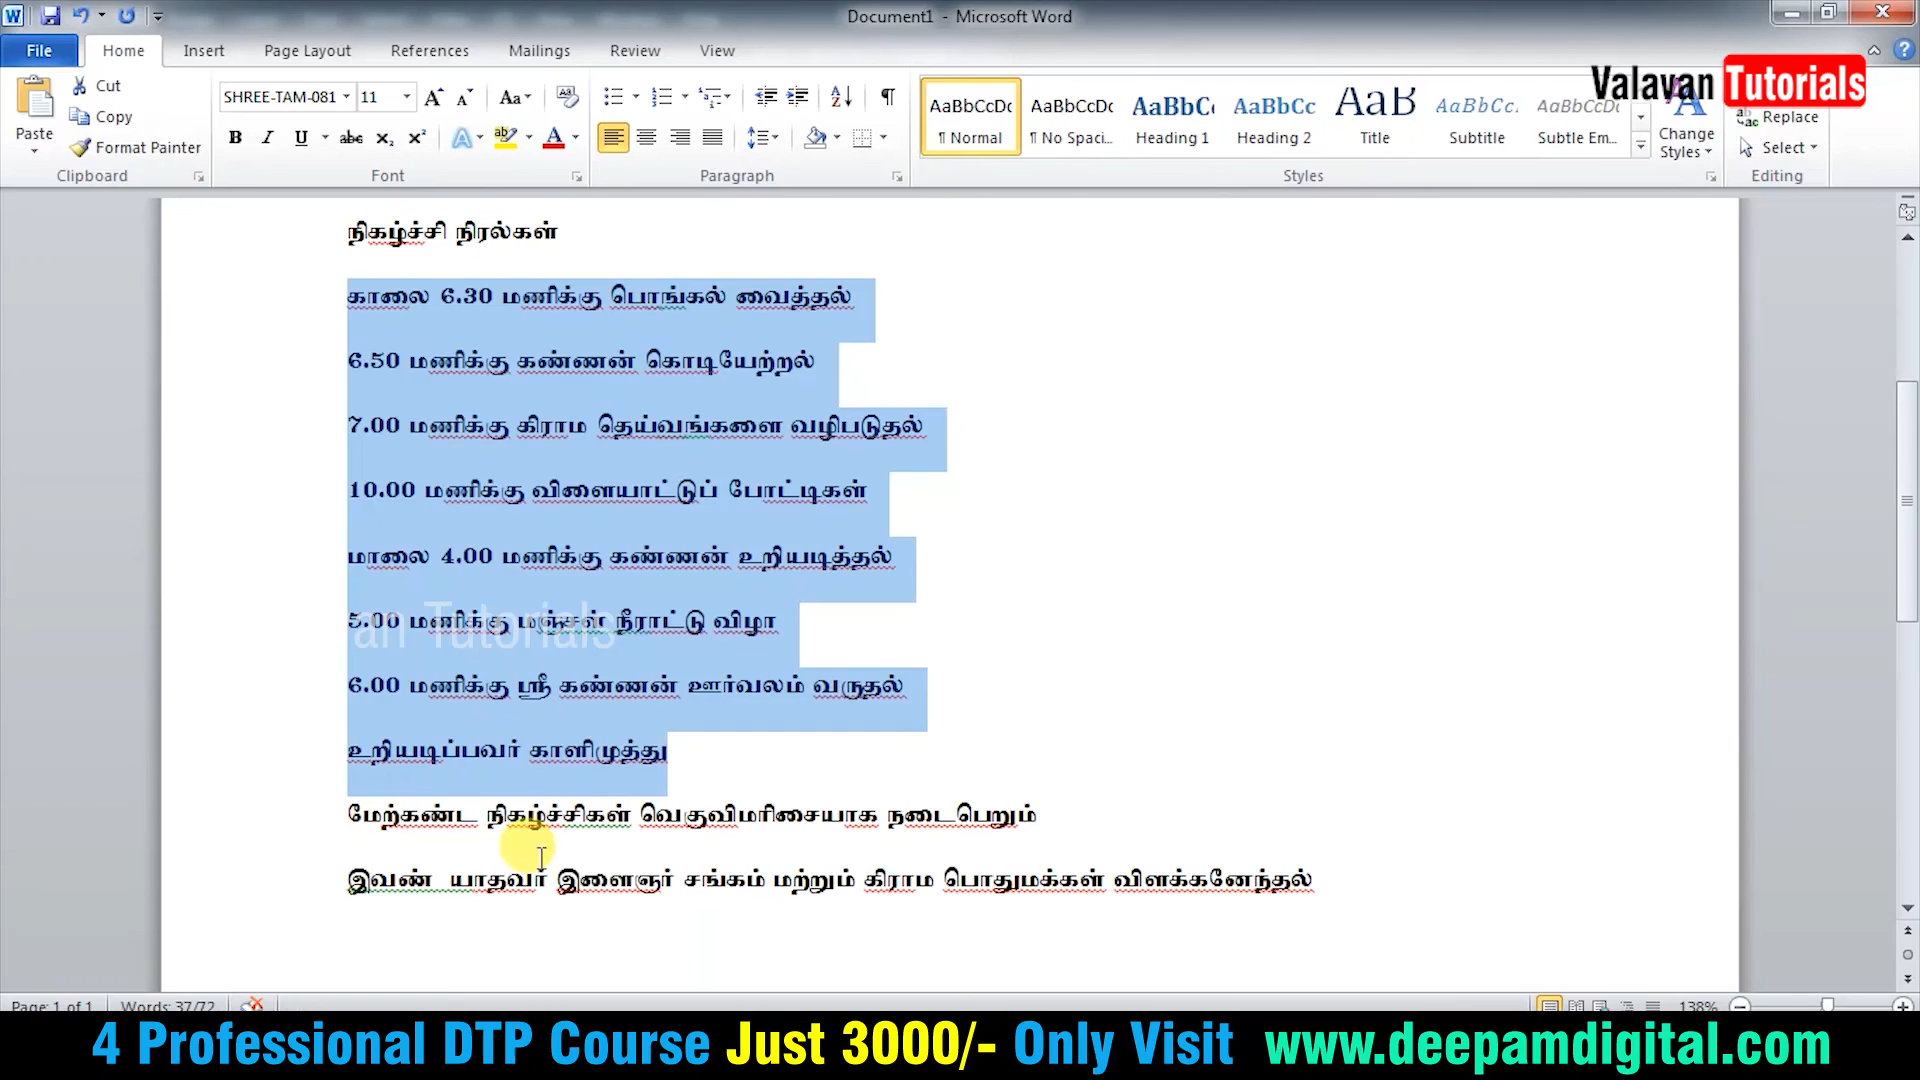 Document1 - Microsoft Word
File Home Insert Page Layout References Mailings Review View
Valavan Tutorials
Paste
Cut
Copy
Format Painter
Clipboard
SHREE-TAM-081 11
Font
Paragraph
AaBbCcDc AaBbCcDc AaBbC AaBbCc AaB AaBbCc. AaBbCcDc
¶ Normal ¶ No Spaci... Heading 1 Heading 2 Title Subtitle Subtle Em...
Change Styles
Styles
Replace
Select
Editing
நிகழ்ச்சி நிரல்கள்
காலை 6.30 மணிக்கு பொங்கல் வைத்தல்
6.50 மணிக்கு கண்ணன் கொடியேற்றல்
7.00 மணிக்கு கிராம தெய்வங்களை வழிபடுதல்
10.00 மணிக்கு விளையாட்டுப் போட்டிகள்
மாலை 4.00 மணிக்கு கண்ணன் உறியடித்தல்
5.00 மணிக்கு மஞ்சள் நீராட்டு விழா
van Tutorials
6.00 மணிக்கு ஸ்ரீ கண்ணன் ஊர்வலம் வருதல்
உறியடிப்பவர் காளிமுத்து
மேற்கண்ட நிகழ்ச்சிகள் வெகுவிமரிசையாக நடைபெறும்
இவண் யாதவர் இளைஞர் சங்கம் மற்றும் கிராம பொதுமக்கள் விளக்கனேந்தல்
Page: 1 of 1 Words: 37/72 138%
4 Professional DTP Course Just 3000/- Only Visit www.deepamdigital.com